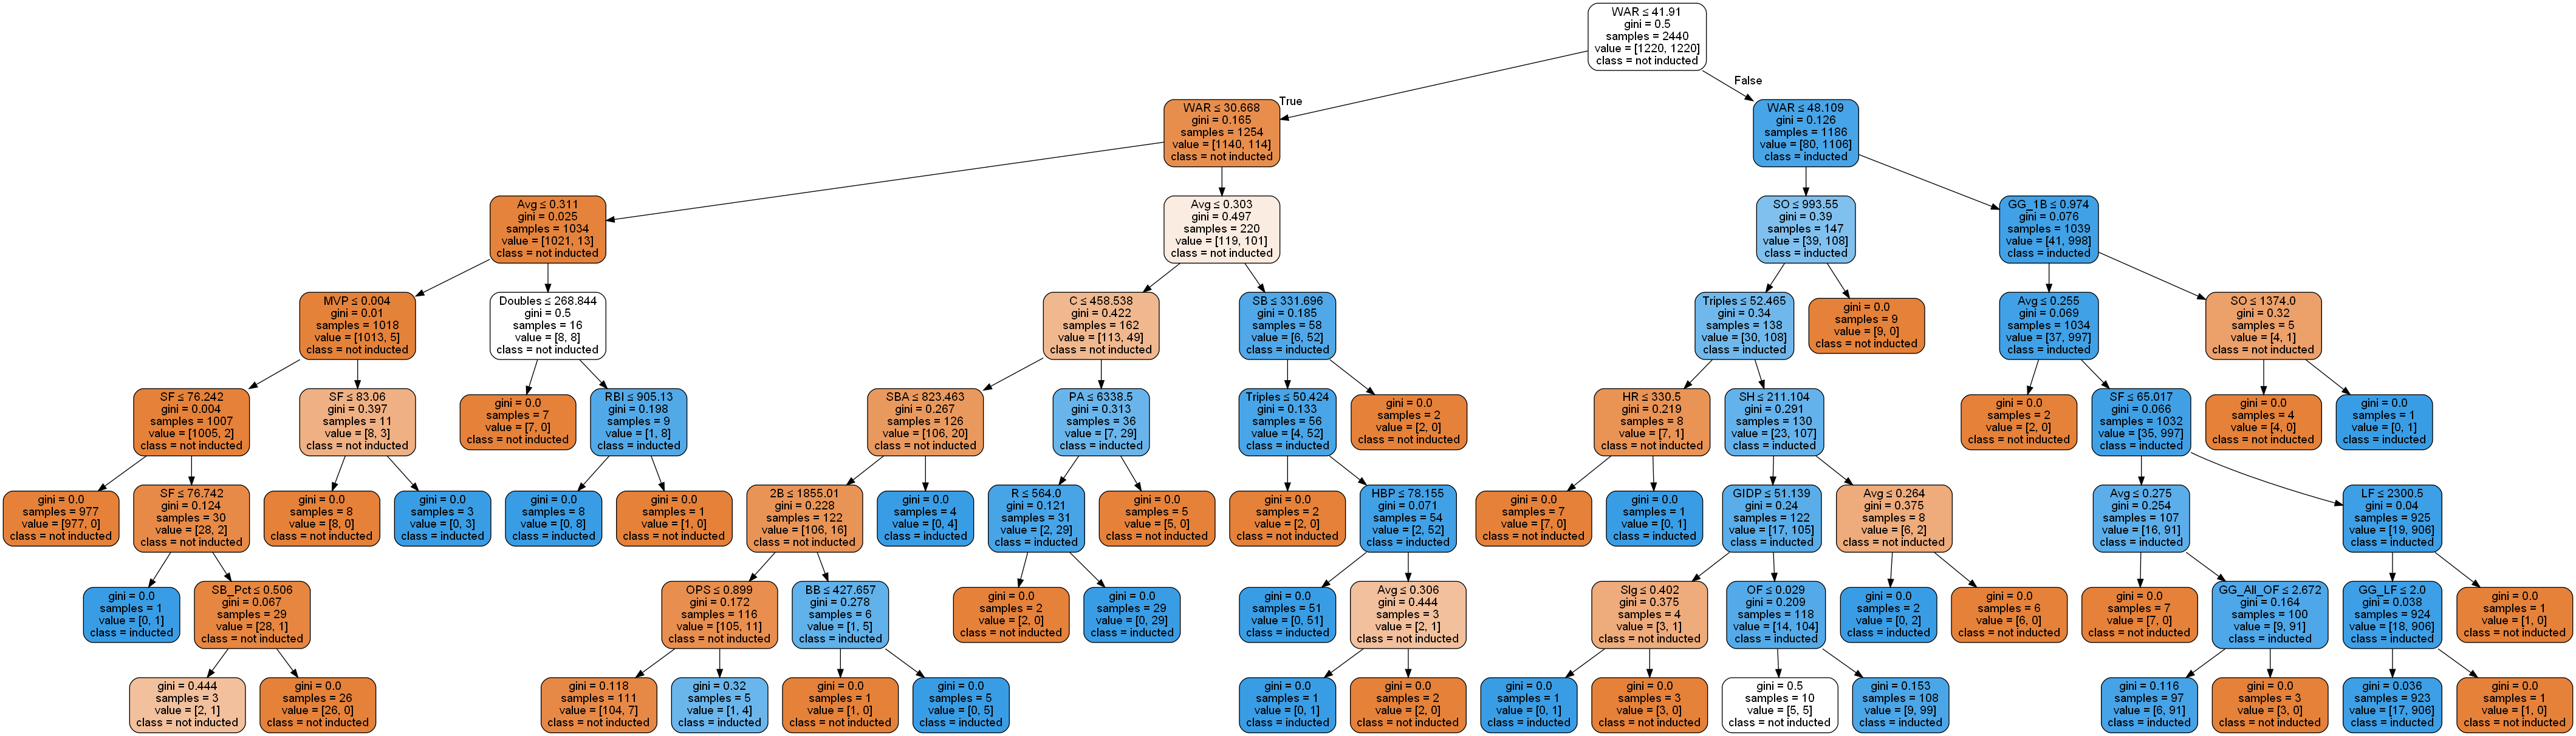 WAR ≤ 41.91
gini = 0.5
samples = 2440
value = [1220, 1220]
class = not inducted
True
False
WAR ≤ 30.668
gini = 0.165
samples = 1254
value = [1140, 114]
class = not inducted
WAR ≤ 48.109
gini = 0.126
samples = 1186
value = [80, 1106]
class = inducted
Avg ≤ 0.311
gini = 0.025
samples = 1034
value = [1021, 13]
class = not inducted
Avg ≤ 0.303
gini = 0.497
samples = 220
value = [119, 101]
class = not inducted
SO ≤ 993.55
gini = 0.39
samples = 147
value = [39, 108]
class = inducted
GG_1B ≤ 0.974
gini = 0.076
samples = 1039
value = [41, 998]
class = inducted
MVP ≤ 0.004
gini = 0.01
samples = 1018
value = [1013, 5]
class = not inducted
Doubles ≤ 268.844
gini = 0.5
samples = 16
value = [8, 8]
class = not inducted
C ≤ 458.538
gini = 0.422
samples = 162
value = [113, 49]
class = not inducted
SB ≤ 331.696
gini = 0.185
samples = 58
value = [6, 52]
class = inducted
Triples ≤ 52.465
gini = 0.34
samples = 138
value = [30, 108]
class = inducted
gini = 0.0
samples = 9
value = [9, 0]
class = not inducted
Avg ≤ 0.255
gini = 0.069
samples = 1034
value = [37, 997]
class = inducted
SO ≤ 1374.0
gini = 0.32
samples = 5
value = [4, 1]
class = not inducted
SF ≤ 76.242
gini = 0.004
samples = 1007
value = [1005, 2]
class = not inducted
SF ≤ 83.06
gini = 0.397
samples = 11
value = [8, 3]
class = not inducted
gini = 0.0
samples = 7
value = [7, 0]
class = not inducted
RBI ≤ 905.13
gini = 0.198
samples = 9
value = [1, 8]
class = inducted
SBA ≤ 823.463
gini = 0.267
samples = 126
value = [106, 20]
class = not inducted
PA ≤ 6338.5
gini = 0.313
samples = 36
value = [7, 29]
class = inducted
Triples ≤ 50.424
gini = 0.133
samples = 56
value = [4, 52]
class = inducted
gini = 0.0
samples = 2
value = [2, 0]
class = not inducted
HR ≤ 330.5
gini = 0.219
samples = 8
value = [7, 1]
class = not inducted
SH ≤ 211.104
gini = 0.291
samples = 130
value = [23, 107]
class = inducted
gini = 0.0
samples = 2
value = [2, 0]
class = not inducted
SF ≤ 65.017
gini = 0.066
samples = 1032
value = [35, 997]
class = inducted
gini = 0.0
samples = 4
value = [4, 0]
class = not inducted
gini = 0.0
samples = 1
value = [0, 1]
class = inducted
gini = 0.0
samples = 977
value = [977, 0]
class = not inducted
SF ≤ 76.742
gini = 0.124
samples = 30
value = [28, 2]
class = not inducted
gini = 0.0
samples = 8
value = [8, 0]
class = not inducted
gini = 0.0
samples = 3
value = [0, 3]
class = inducted
gini = 0.0
samples = 8
value = [0, 8]
class = inducted
gini = 0.0
samples = 1
value = [1, 0]
class = not inducted
2B ≤ 1855.01
gini = 0.228
samples = 122
value = [106, 16]
class = not inducted
gini = 0.0
samples = 4
value = [0, 4]
class = inducted
R ≤ 564.0
gini = 0.121
samples = 31
value = [2, 29]
class = inducted
gini = 0.0
samples = 5
value = [5, 0]
class = not inducted
gini = 0.0
samples = 2
value = [2, 0]
class = not inducted
HBP ≤ 78.155
gini = 0.071
samples = 54
value = [2, 52]
class = inducted
gini = 0.0
samples = 7
value = [7, 0]
class = not inducted
gini = 0.0
samples = 1
value = [0, 1]
class = inducted
GIDP ≤ 51.139
gini = 0.24
samples = 122
value = [17, 105]
class = inducted
Avg ≤ 0.264
gini = 0.375
samples = 8
value = [6, 2]
class = not inducted
Avg ≤ 0.275
gini = 0.254
samples = 107
value = [16, 91]
class = inducted
LF ≤ 2300.5
gini = 0.04
samples = 925
value = [19, 906]
class = inducted
gini = 0.0
samples = 1
value = [0, 1]
class = inducted
SB_Pct ≤ 0.506
gini = 0.067
samples = 29
value = [28, 1]
class = not inducted
OPS ≤ 0.899
gini = 0.172
samples = 116
value = [105, 11]
class = not inducted
BB ≤ 427.657
gini = 0.278
samples = 6
value = [1, 5]
class = inducted
gini = 0.0
samples = 2
value = [2, 0]
class = not inducted
gini = 0.0
samples = 29
value = [0, 29]
class = inducted
gini = 0.0
samples = 51
value = [0, 51]
class = inducted
Avg ≤ 0.306
gini = 0.444
samples = 3
value = [2, 1]
class = not inducted
Slg ≤ 0.402
gini = 0.375
samples = 4
value = [3, 1]
class = not inducted
OF ≤ 0.029
gini = 0.209
samples = 118
value = [14, 104]
class = inducted
gini = 0.0
samples = 2
value = [0, 2]
class = inducted
gini = 0.0
samples = 6
value = [6, 0]
class = not inducted
gini = 0.0
samples = 7
value = [7, 0]
class = not inducted
GG_All_OF ≤ 2.672
gini = 0.164
samples = 100
value = [9, 91]
class = inducted
GG_LF ≤ 2.0
gini = 0.038
samples = 924
value = [18, 906]
class = inducted
gini = 0.0
samples = 1
value = [1, 0]
class = not inducted
gini = 0.444
samples = 3
value = [2, 1]
class = not inducted
gini = 0.0
samples = 26
value = [26, 0]
class = not inducted
gini = 0.118
samples = 111
value = [104, 7]
class = not inducted
gini = 0.32
samples = 5
value = [1, 4]
class = inducted
gini = 0.0
samples = 1
value = [1, 0]
class = not inducted
gini = 0.0
samples = 5
value = [0, 5]
class = inducted
gini = 0.0
samples = 1
value = [0, 1]
class = inducted
gini = 0.0
samples = 2
value = [2, 0]
class = not inducted
gini = 0.0
samples = 1
value = [0, 1]
class = inducted
gini = 0.0
samples = 3
value = [3, 0]
class = not inducted
gini = 0.5
samples = 10
value = [5, 5]
class = not inducted
gini = 0.153
samples = 108
value = [9, 99]
class = inducted
gini = 0.116
samples = 97
value = [6, 91]
class = inducted
gini = 0.0
samples = 3
value = [3, 0]
class = not inducted
gini = 0.036
samples = 923
value = [17, 906]
class = inducted
gini = 0.0
samples = 1
value = [1, 0]
class = not inducted